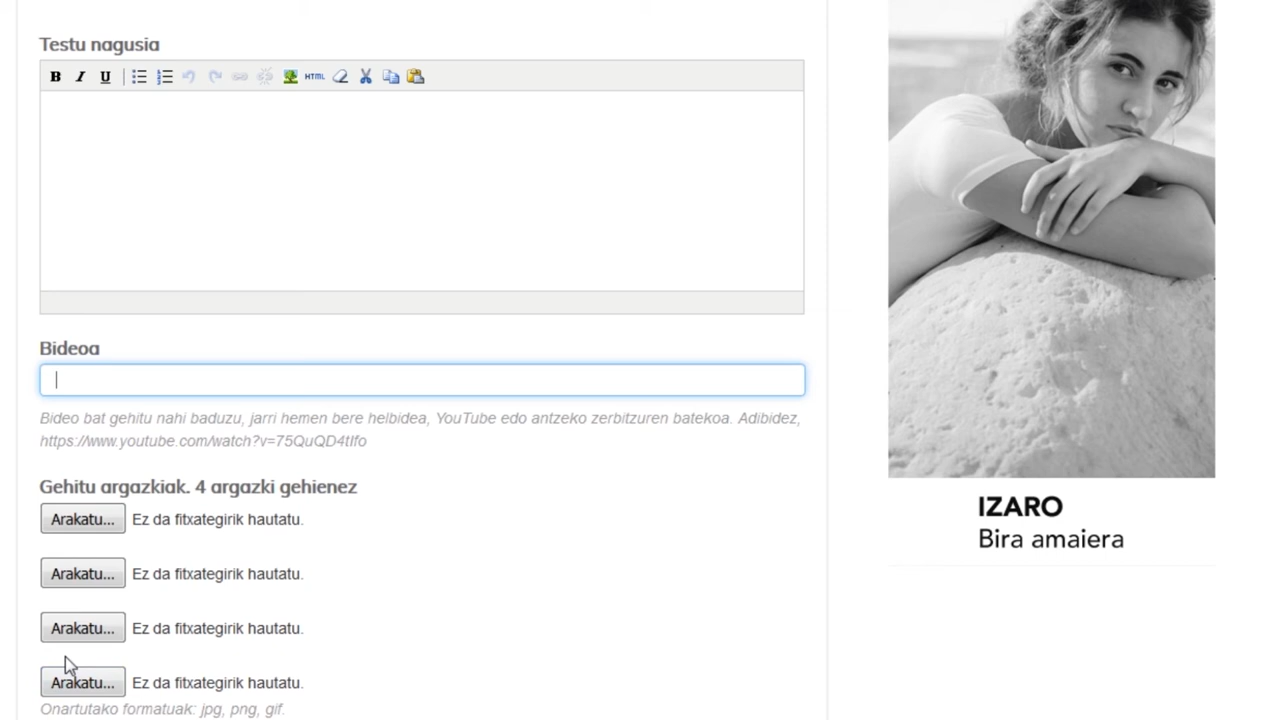 Testu nagusia
B I U HTML
Bideoa
Bideo bat gehitu nahi baduzu, jarri hemen bere helbidea, YouTube edo antzeko zerbitzuren batekoa. Adibidez,
https://www.youtube.com/watch?v=75QuQD4tIfo
Gehitu argazkiak. 4 argazki gehienez
Arakatu... Ez da fitxategirik hautatu.
Arakatu... Ez da fitxategirik hautatu.
Arakatu... Ez da fitxategirik hautatu.
Arakatu... Ez da fitxategirik hautatu.
Onartutako formatuak: jpg, png, gif.
IZARO
Bira amaiera